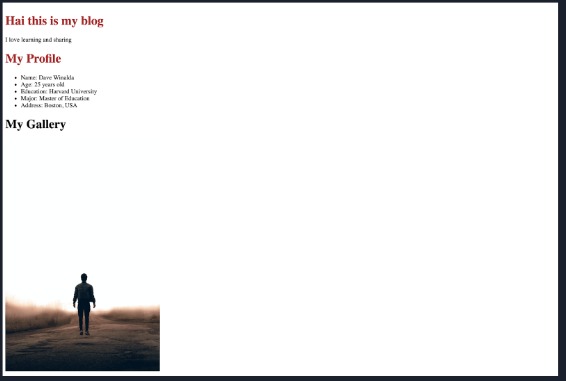 Hai this is my blog
I love learning and sharing
My Profile
Name: Dave Winalda
Age: 25 years old
Education: Harvard University
Major: Master of Education
Address: Boston, USA
My Gallery